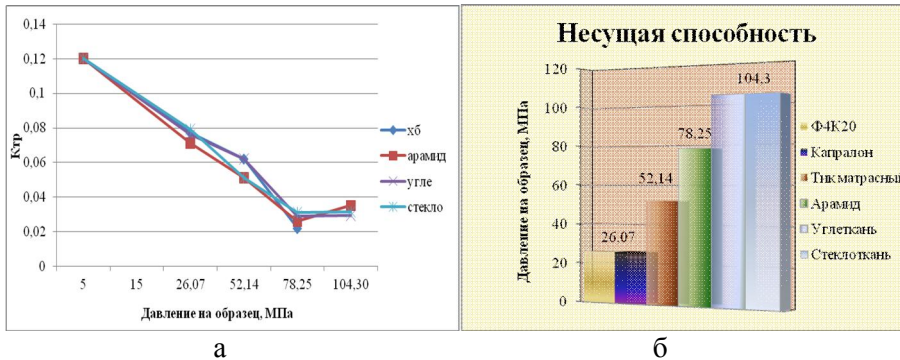 0,14
0,12
0,10
0,08
0,06
0,04
0,02
0
Ктр
5 15 26,07 52,14 78,25 104,30
Давление на образец, МПа
хб
арамид
угле
стекло
а
Несущая способность
Давление на образец, МПа
120
100
80
60
40
20
0
26,07
52,14
78,25
104,3
Ф4К20
Капралон
Тик матрасный
Арамид
Углеткань
Стеклоткань
б